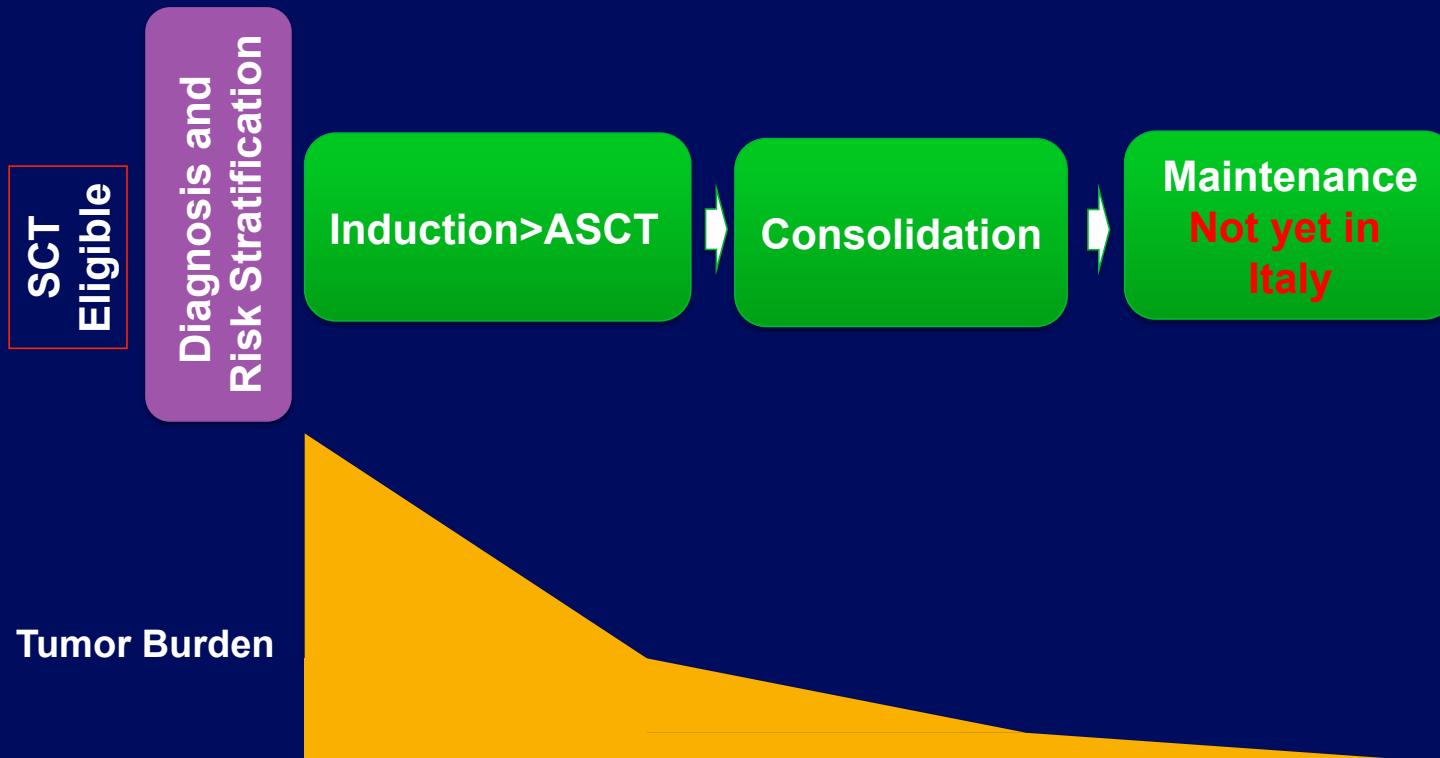 SCT
Eligible
Diagnosis and
Risk Stratification
Induction>ASCT
Consolidation
Maintenance
Not yet in
Italy
Tumor Burden